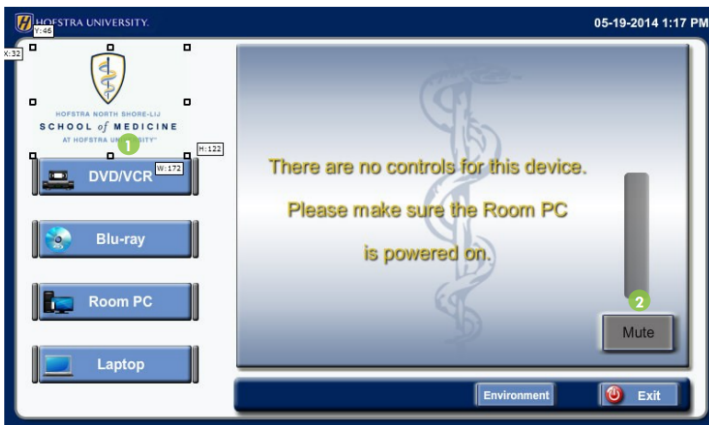 HOFSTRA UNIVERSITY.
05-19-2014 1:17 PM
Y:46
X:32
HOFSTRA NORTH SHORE-LIJ
SCHOOL of MEDICINE
AT HOFSTRA
1
H:122
W:172
DVD/VCR
Blu-ray
Room PC
Laptop
There are no controls for this device.
Please make sure the Room PC
is powered on.
2
Mute
Environment
Exit